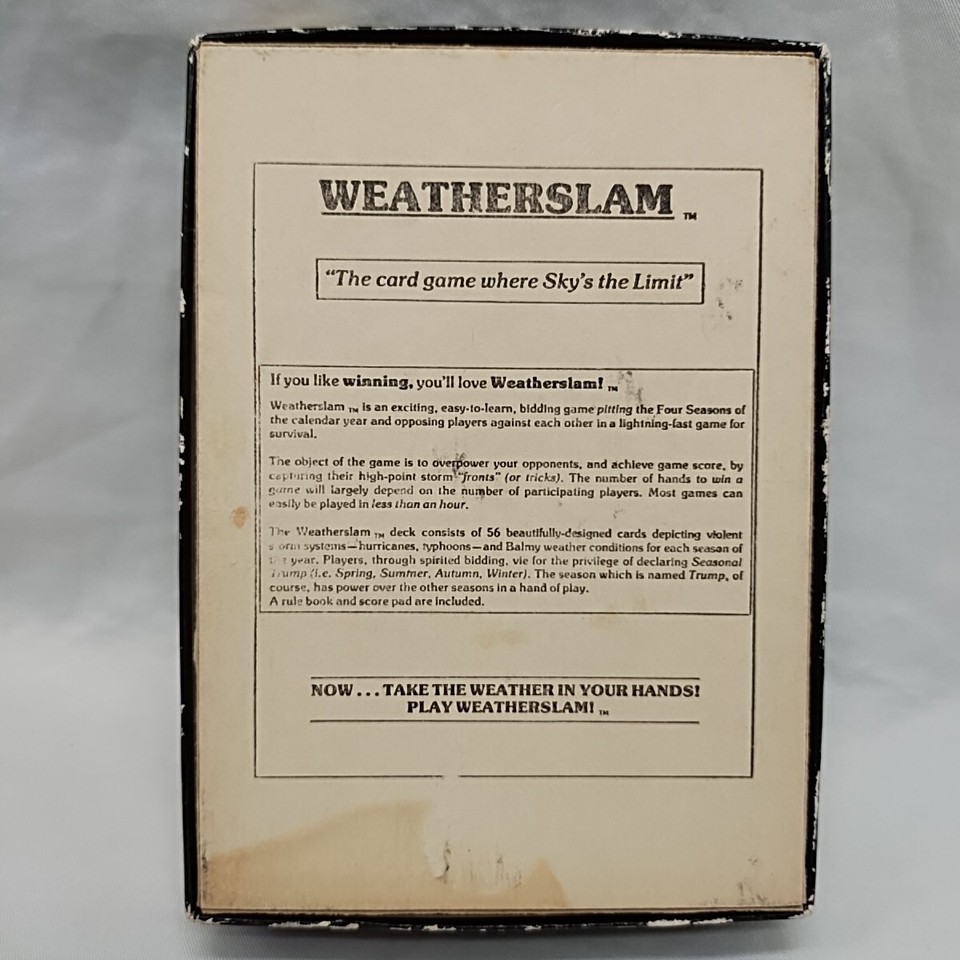 WEATHERSLAM ™
“The card game where Sky’s the Limit”
If you like winning, you’ll love Weatherslam! ™
Weatherslam ™ is an exciting, easy-to-learn, bidding game pitting the Four Seasons of
the calendar year and opposing players against each other in a lightning-fast game for
survival.
The object of the game is to overpower your opponents, and achieve game score, by
capturing their high-point storm “fronts” (or tricks). The number of hands to win a
game will largely depend on the number of participating players. Most games can
easily be played in less than an hour.
The Weatherslam ™ deck consists of 56 beautifully-designed cards depicting violent
storm systems—hurricanes, typhoons—and Balmy weather conditions for each season of
the year. Players, through spirited bidding, vie for the privilege of declaring Seasonal
Trump (i.e. Spring, Summer, Autumn, Winter). The season which is named Trump, of
course, has power over the other seasons in a hand of play.
A rule book and score pad are included.
NOW . . . TAKE THE WEATHER IN YOUR HANDS!
PLAY WEATHERSLAM! ™